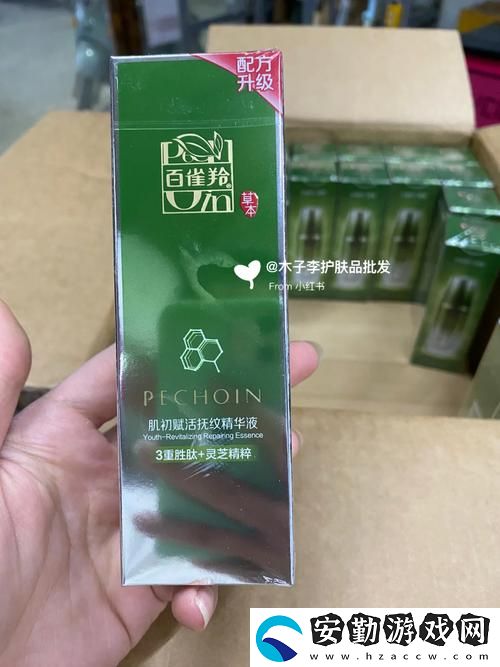 配方
升级
Pech
百雀羚®
Oin
草本
@木子李护肤品批发
From 小红书
PECHOIN
肌初赋活抚纹精华液
Youth-Revitalizing Repairing Essence
3重胜肽+灵芝精粹
安勤游戏网
www.hzaccw.com